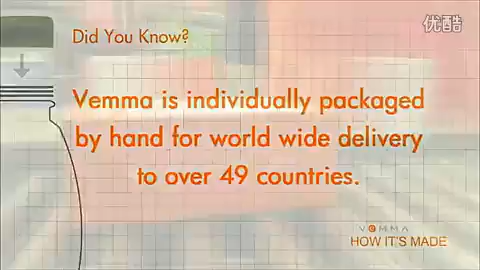 优酷
Did You Know?
Vemma is individually packaged
by hand for world wide delivery
to over 49 countries.
VEMMA
HOW IT'S MADE